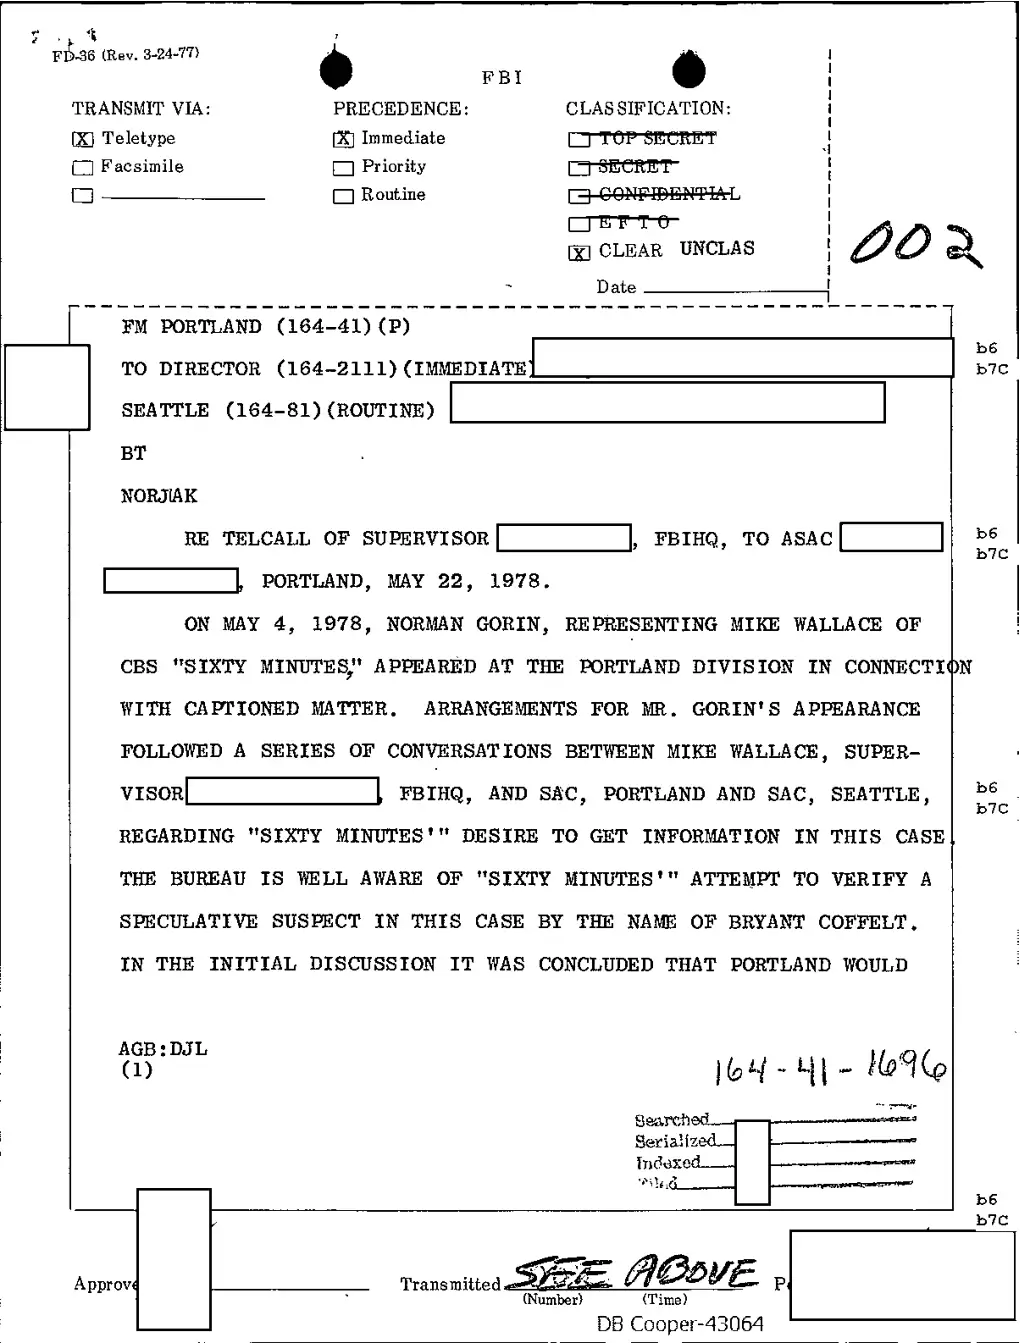 FD-36 (Rev. 3-24-77)
FBI
TRANSMIT VIA:
PRECEDENCE:
CLASSIFICATION:
[X] Teletype
[X] Immediate
TOP SECRET
Facsimile
Priority
SECRET
Routine
CONFIDENTIAL
E F T O
[X] CLEAR UNCLAS
002
Date
FM PORTLAND (164-41)(P)
b6
TO DIRECTOR (164-2111)(IMMEDIATE)
b7C
SEATTLE (164-81)(ROUTINE)
BT
NORJAK
RE TELCALL OF SUPERVISOR , FBIHQ, TO ASAC
b6
b7C
, PORTLAND, MAY 22, 1978.
ON MAY 4, 1978, NORMAN GORIN, REPRESENTING MIKE WALLACE OF
CBS "SIXTY MINUTES," APPEARED AT THE PORTLAND DIVISION IN CONNECTION
WITH CAPTIONED MATTER. ARRANGEMENTS FOR MR. GORIN'S APPEARANCE
FOLLOWED A SERIES OF CONVERSATIONS BETWEEN MIKE WALLACE, SUPER-
VISOR , FBIHQ, AND SAC, PORTLAND AND SAC, SEATTLE,
b6
b7C
REGARDING "SIXTY MINUTES'" DESIRE TO GET INFORMATION IN THIS CASE.
THE BUREAU IS WELL AWARE OF "SIXTY MINUTES'" ATTEMPT TO VERIFY A
SPECULATIVE SUSPECT IN THIS CASE BY THE NAME OF BRYANT COFFELT.
IN THE INITIAL DISCUSSION IT WAS CONCLUDED THAT PORTLAND WOULD
AGB:DJL
(1)
164-41-1696
Searched
Serialized
Indexed
Filed
b6
b7C
Approve
Transmitted SEE ABOVE
P
(Number) (Time)
DB Cooper-43064